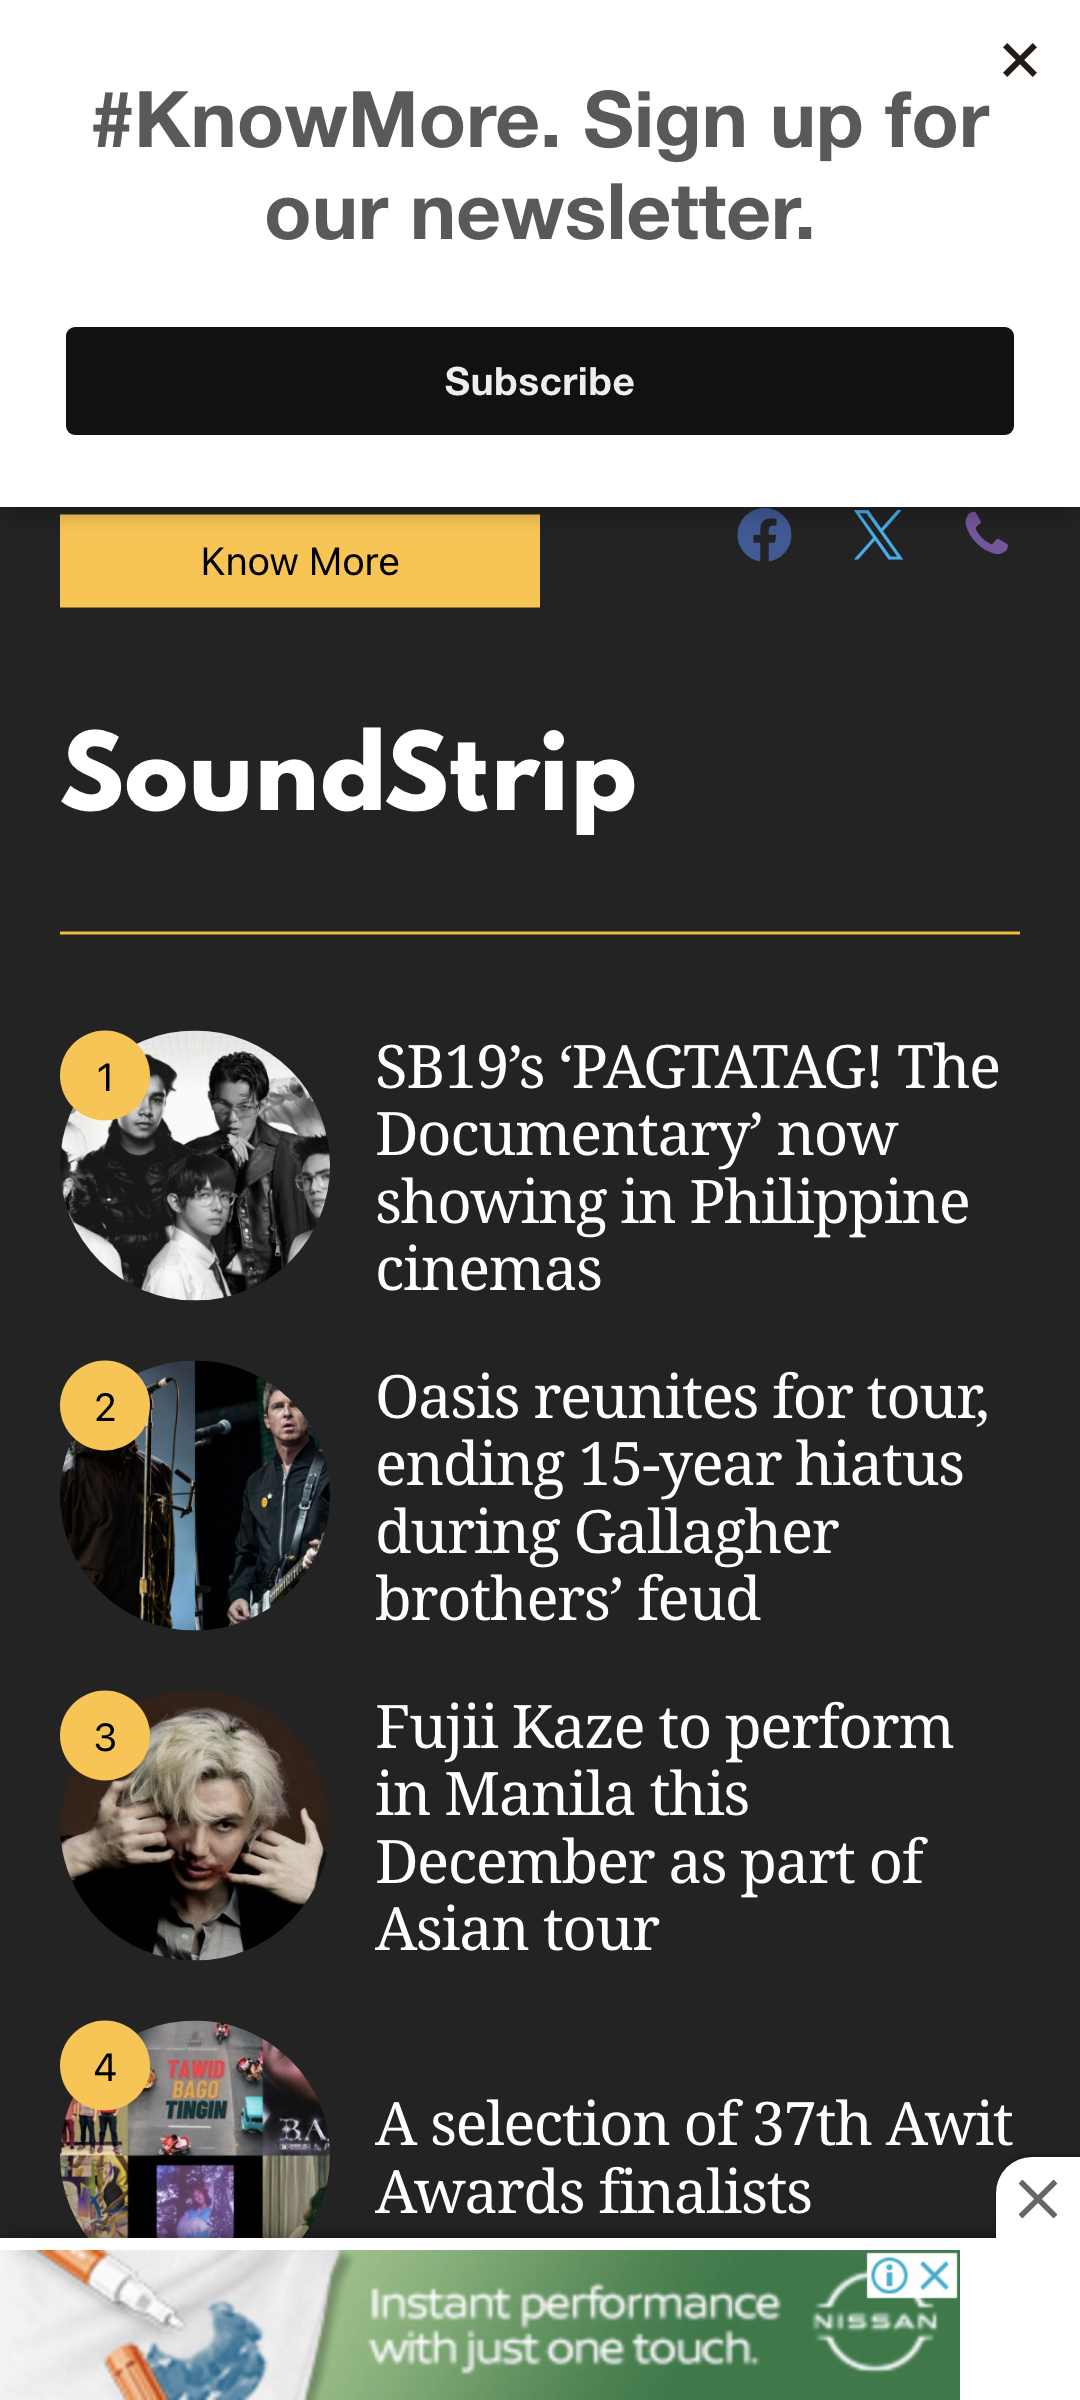 #KnowMore. Sign up for
our newsletter.
Subscribe
Know More
SoundStrip
1
SB19’s ‘PAGTATAG! The
Documentary’ now
showing in Philippine
cinemas
2
Oasis reunites for tour,
ending 15-year hiatus
during Gallagher
brothers’ feud
3
Fujii Kaze to perform
in Manila this
December as part of
Asian tour
4
TAWID
BAGO
TINGIN
BA
A selection of 37th Awit
Awards finalists
Instant performance
with just one touch.
NISSAN